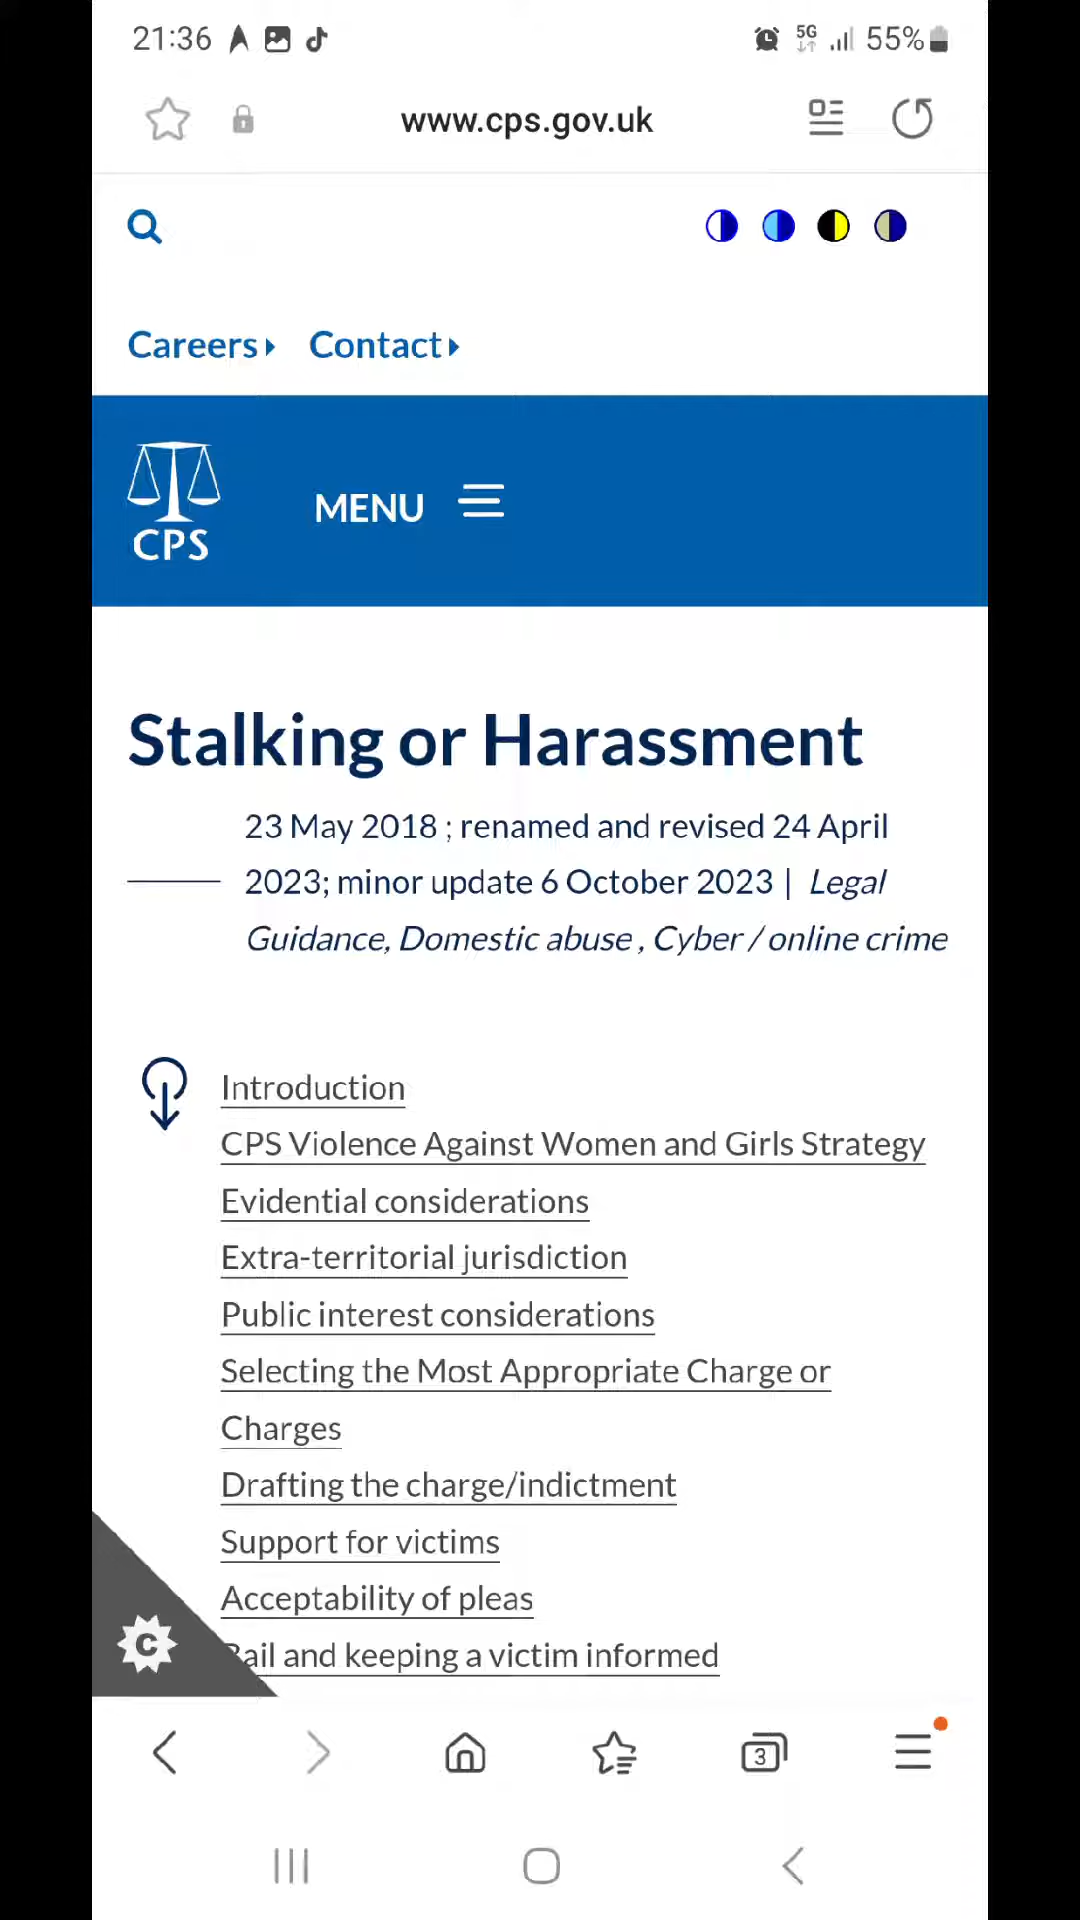 21:36 5G 55%
www.cps.gov.uk
Careers Contact
CPS MENU
Stalking or Harassment
23 May 2018 ; renamed and revised 24 April
2023; minor update 6 October 2023 | Legal
Guidance, Domestic abuse , Cyber / online crime
Introduction
CPS Violence Against Women and Girls Strategy
Evidential considerations
Extra-territorial jurisdiction
Public interest considerations
Selecting the Most Appropriate Charge or
Charges
Drafting the charge/indictment
Support for victims
Acceptability of pleas
C Bail and keeping a victim informed
3